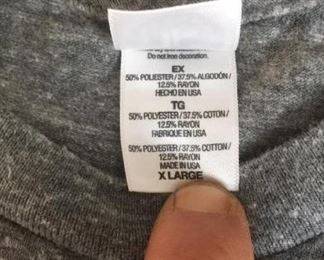 Do not iron decoration.
EX
50% POLIESTER / 37.5% ALGODÓN /
12.5% RAYON
HECHO EN USA
TG
50% POLYESTER / 37.5% COTON /
12.5% RAYON
FABRIQUE EN USA
50% POLYESTER / 37.5% COTTON /
12.5% RAYON
MADE IN USA
X LARGE